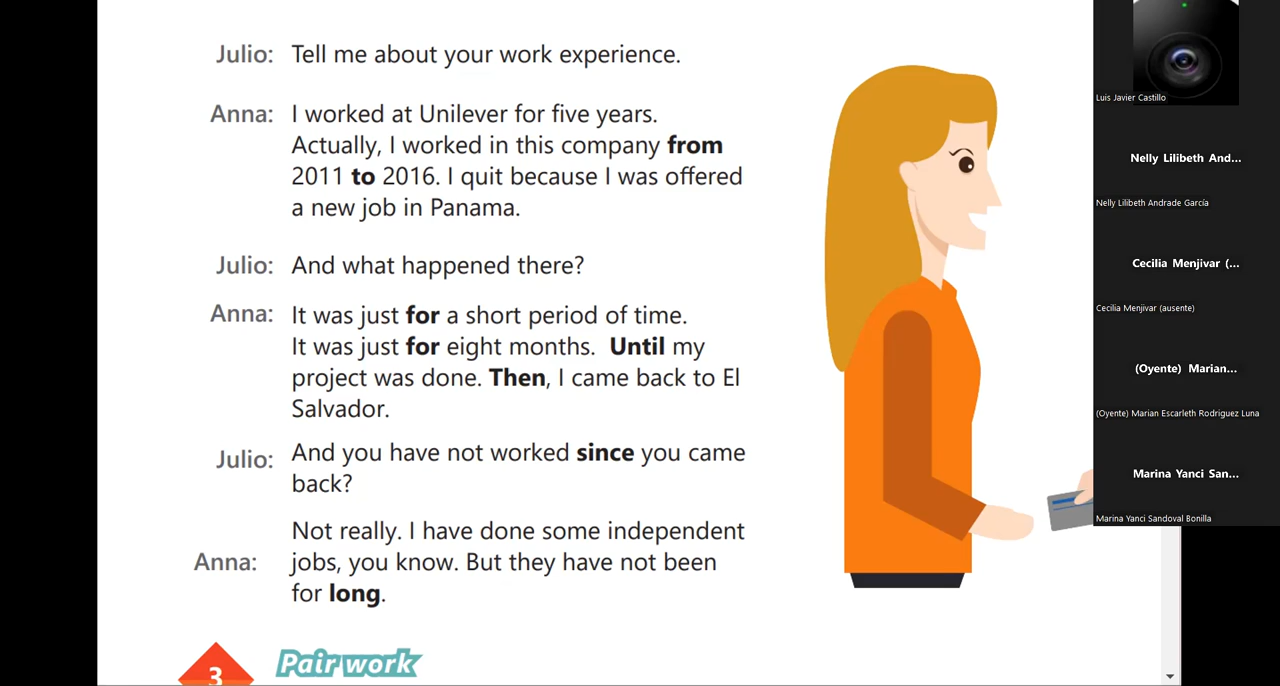 Julio: Tell me about your work experience.
Anna: I worked at Unilever for five years.
Actually, I worked in this company from
2011 to 2016. I quit because I was offered
a new job in Panama.
Julio: And what happened there?
Anna: It was just for a short period of time.
It was just for eight months. Until my
project was done. Then, I came back to El
Salvador.
Julio: And you have not worked since you came
back?
Not really. I have done some independent
Anna: jobs, you know. But they have not been
for long.
3 Pair work
Luis Javier Castillo
Nelly Lilibeth And...
Nelly Lilibeth Andrade García
Cecilia Menjivar (...
Cecilia Menjivar (ausente)
(Oyente) Marian...
(Oyente) Marian Escarleth Rodriguez Luna
Marina Yanci San...
Marina Yanci Sandoval Bonilla